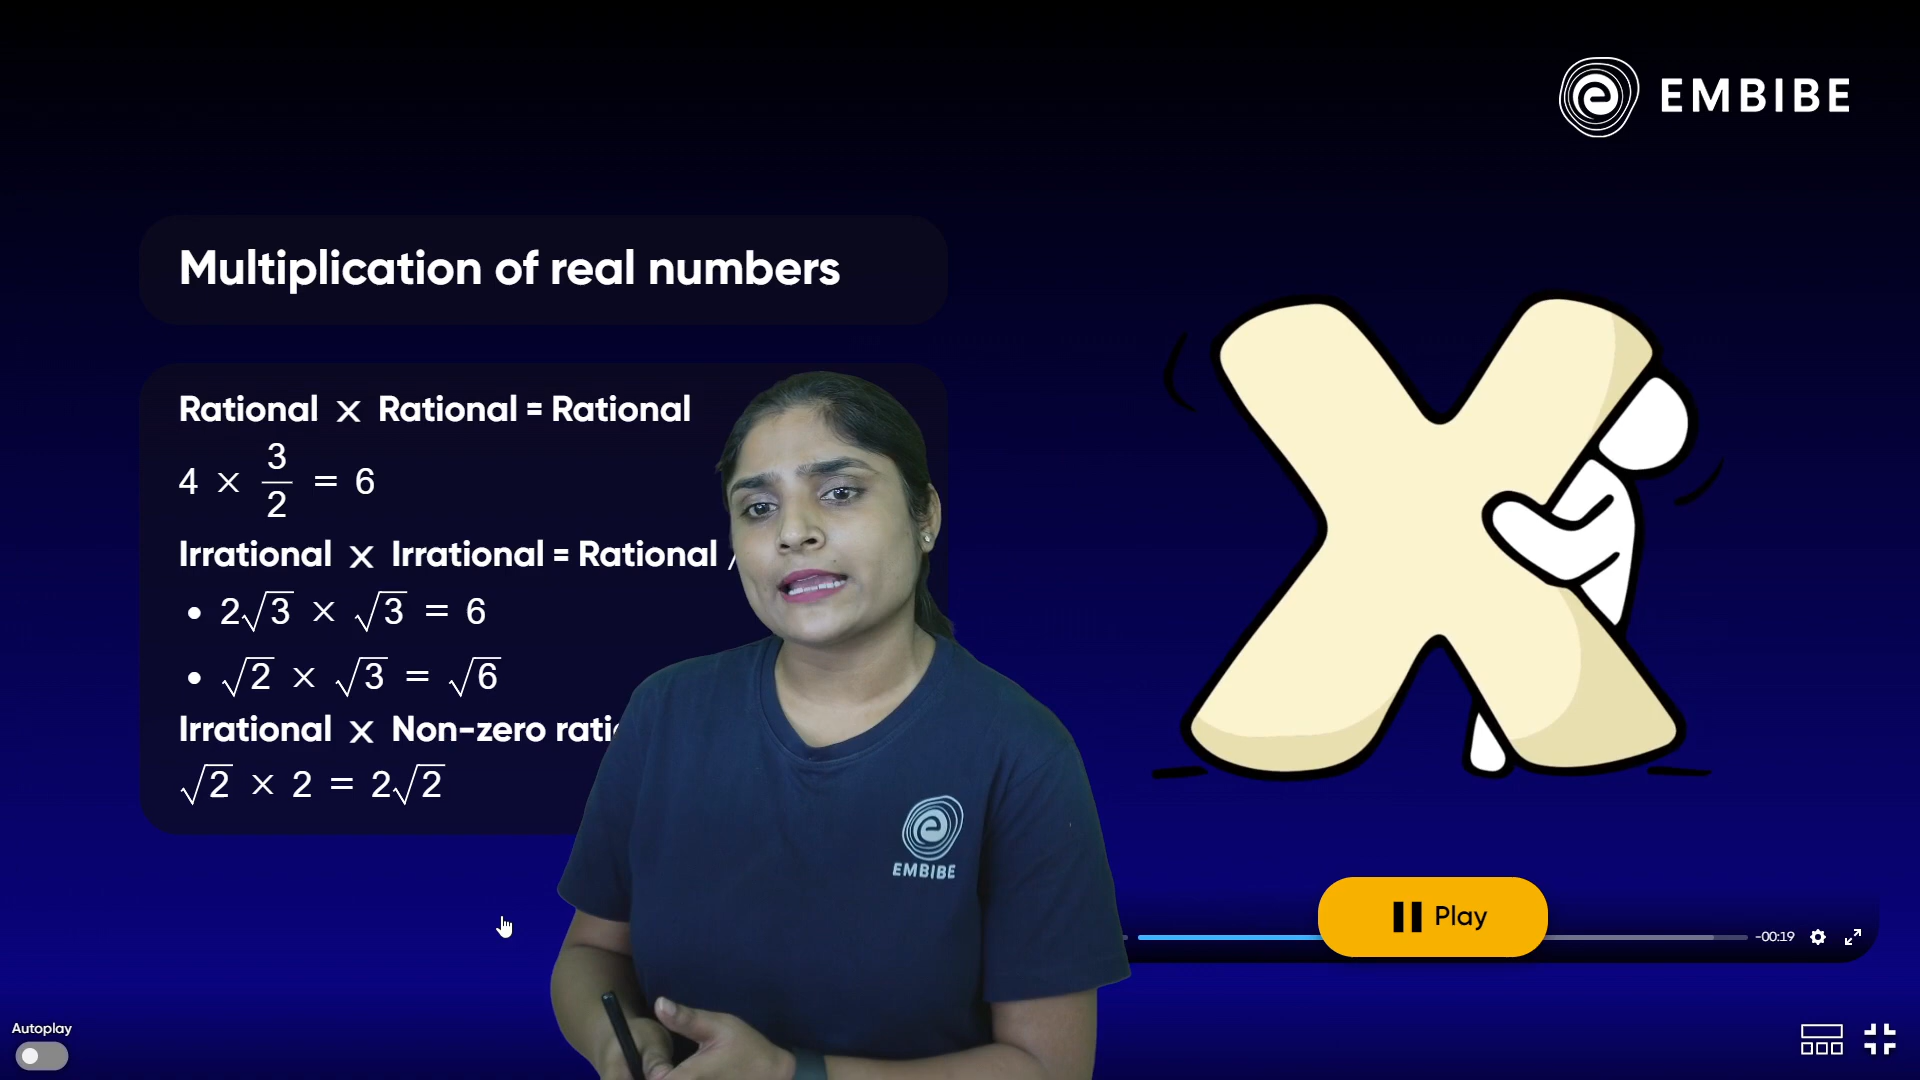 EMBIBE
Multiplication of real numbers
Rational × Rational = Rational
4 × 3/2 = 6
Irrational × Irrational = Rational /
• 2√3 × √3 = 6
• √2 × √3 = √6
Irrational × Non-zero
√2 × 2 = 2√2
EMBIBE
Play
-00:19
Autoplay